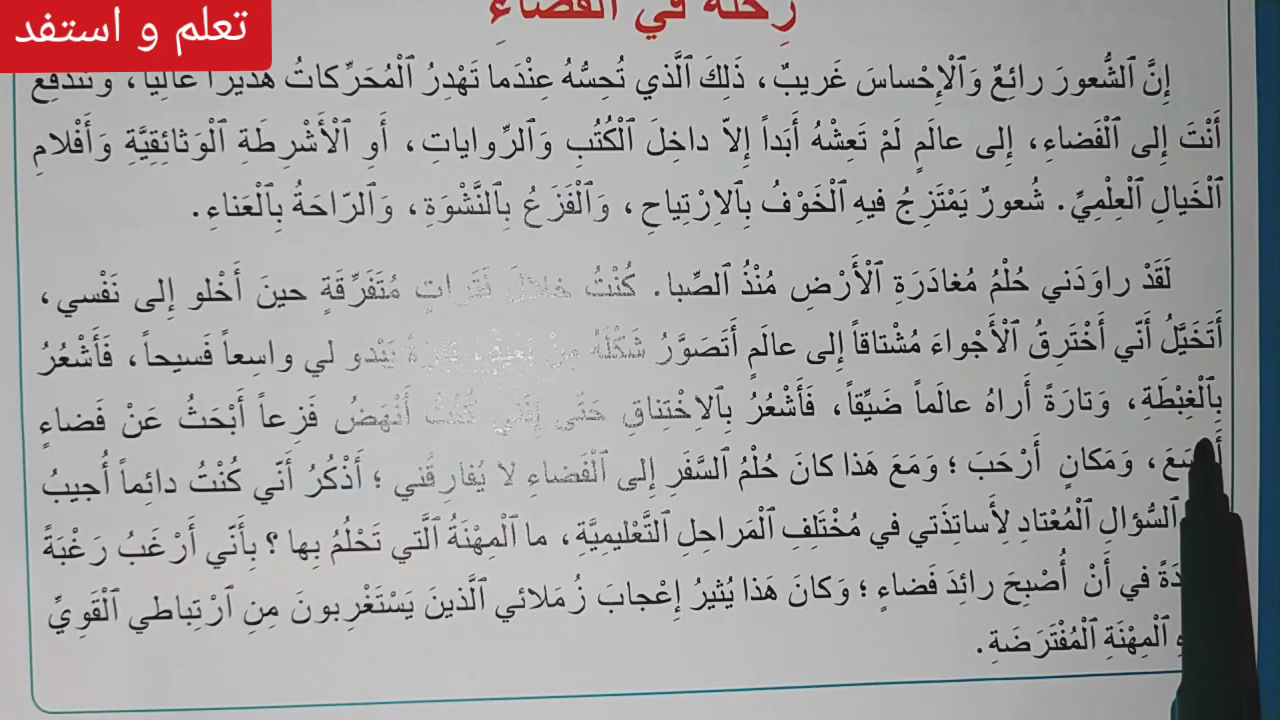 تعلم و استفد
رِحْلَةٌ في الْفَضاءِ
إِنَّ ٱلشُّعورَ رائِعٌ وَٱلْإِحْساسَ غَريبٌ، ذَلِكَ ٱلَّذي تُحِسُّهُ عِنْدَما تَهْدِرُ ٱلْمُحَرِّكاتُ هَديراً عالِياً، وَتَنْدَفِعُ
أَنْتَ إِلى ٱلْفَضاءِ، إِلى عالَمٍ لَمْ تَعِشْهُ أَبَداً إِلاّ داخِلَ ٱلْكُتُبِ وَٱلرِّواياتِ، أَوِ ٱلْأَشْرِطَةِ ٱلْوَثائِقِيَّةِ وَأَفْلامِ
ٱلْخَيالِ ٱلْعِلْمِيِّ. شُعورٌ يَمْتَزِجُ فيهِ ٱلْخَوْفُ بِٱلِارْتِياحِ، وَٱلْفَزَعُ بِٱلنَّشْوَةِ، وَٱلرّاحَةُ بِٱلْعَناءِ.
لَقَدْ راوَدَني حُلْمُ مُغادَرَةِ ٱلْأَرْضِ مُنْذُ ٱلصِّبا. كُنْتُ خِلالَ فَتَراتٍ مُتَفَرِّقَةٍ حينَ أَخْلو إِلى نَفْسي،
أَتَخَيَّلُ أَنّي أَخْتَرِقُ ٱلْأَجْواءَ مُشْتاقاً إِلى عالَمٍ أَتَصَوَّرُ شَكْلَهُ مِنْ بَعيدٍ، تارَةً يَبْدو لي واسِعاً فَسيحاً، فَأَشْعُرُ
بِٱلْغِبْطَةِ، وَتارَةً أَراهُ عالَماً ضَيِّقاً، فَأَشْعُرُ بِٱلِاخْتِناقِ حَتّى إِنَّني كُنْتُ أَنْهَضُ فَزِعاً أَبْحَثُ عَنْ فَضاءٍ
أَوْسَعَ، وَمَكانٍ أَرْحَبَ ؛ وَمَعَ هَذا كانَ حُلْمُ ٱلسَّفَرِ إِلى ٱلْفَضاءِ لا يُفارِقُني ؛ أَذْكُرُ أَنّي كُنْتُ دائِماً أُجيبُ
ٱلسُّؤالِ ٱلْمُعْتادِ لِأَساتِذَتي في مُخْتَلِفِ ٱلْمَراحِلِ ٱلتَّعْليمِيَّةِ، ما ٱلْمِهْنَةُ ٱلَّتي تَحْلُمُ بِها ؟ بِأَنّي أَرْغَبُ رَغْبَةً
في أَنْ أُصْبِحَ رائِدَ فَضاءٍ ؛ وَكانَ هَذا يُثيرُ إِعْجابَ زُمَلائي ٱلَّذينَ يَسْتَغْرِبونَ مِنِ ٱرْتِباطي ٱلْقَوِيِّ
ٱلْمِهْنَةِ ٱلْمُفْتَرَضَةِ.